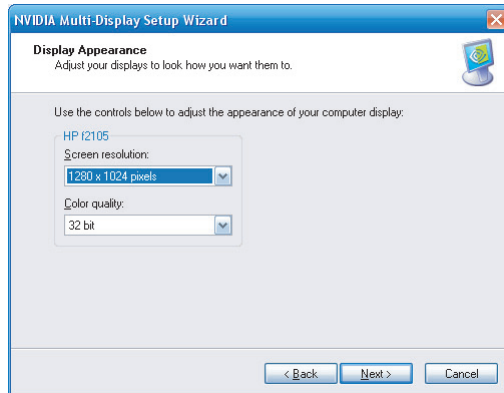 NVIDIA Multi-Display Setup Wizard
Display Appearance
Adjust your displays to look how you want them to.
Use the controls below to adjust the appearance of your computer display:
HP f2105
Screen resolution:
1280 x 1024 pixels
Color quality:
32 bit
< Back Next > Cancel